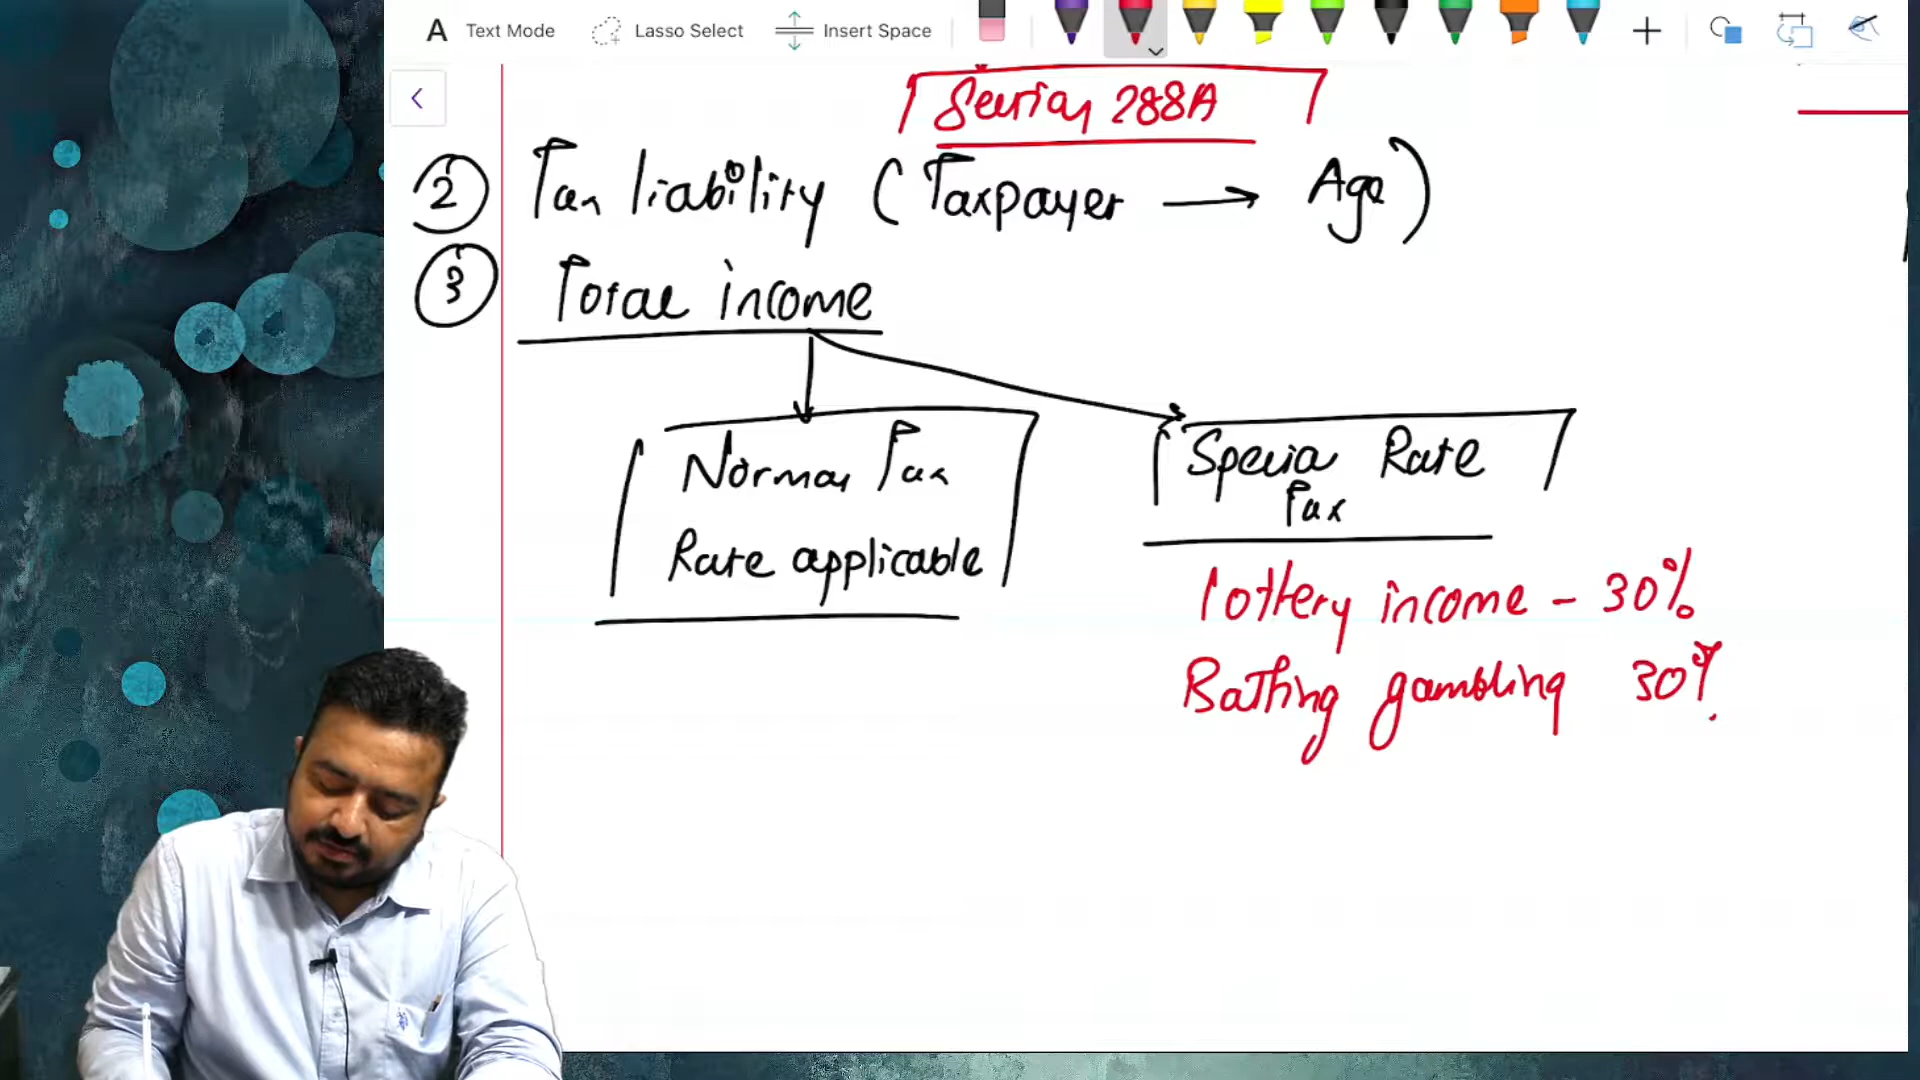 A Text Mode Lasso Select Insert Space
Section 288A
2 Tax liability (Taxpayer → Age)
3 Total income
Normal Tax
Rate applicable
Special Rate
Tax
lottery income - 30%
Bathing gambling 30%